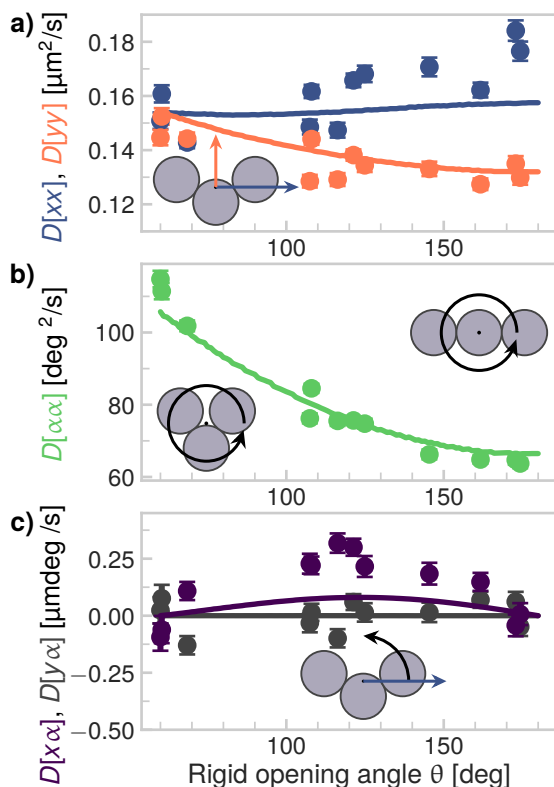 a)
D[xx], D[yy] [μm²/s]
0.18
0.16
0.14
0.12
100
150
b)
D[αα] [deg ²/s]
100
80
60
100
150
c)
D[xα], D[yα] [μmdeg /s]
0.25
0.00
−0.25
−0.50
100
150
Rigid opening angle θ [deg]